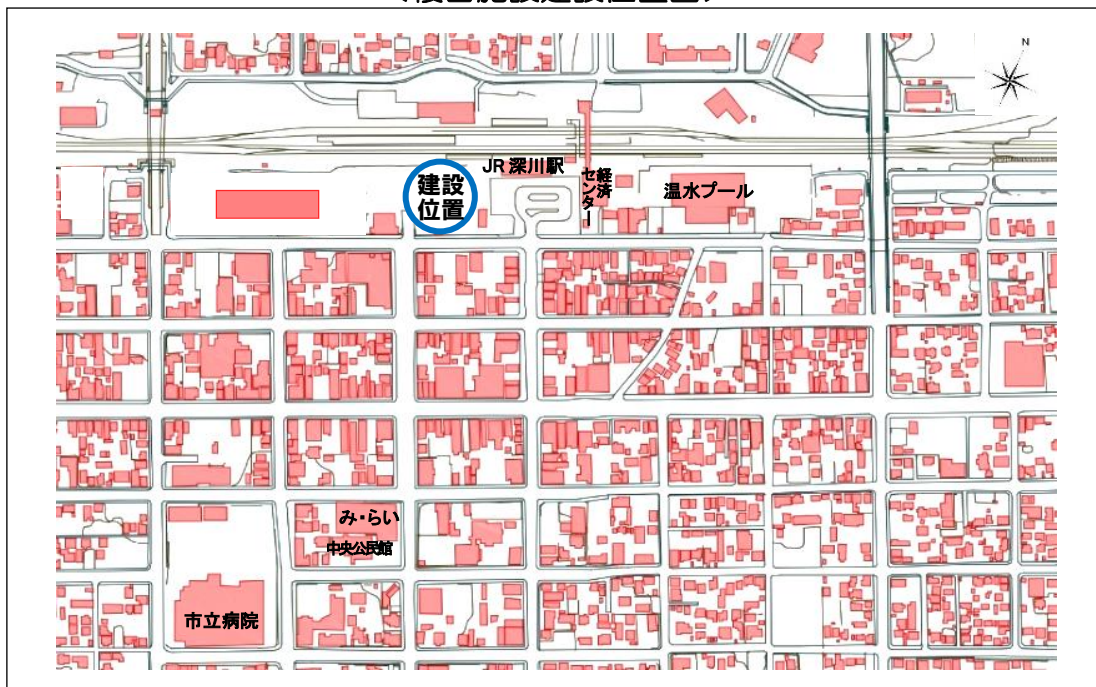 N
JR 深川駅
建設
位置
経済
センター
温水プール
み・らい
中央公民館
市立病院